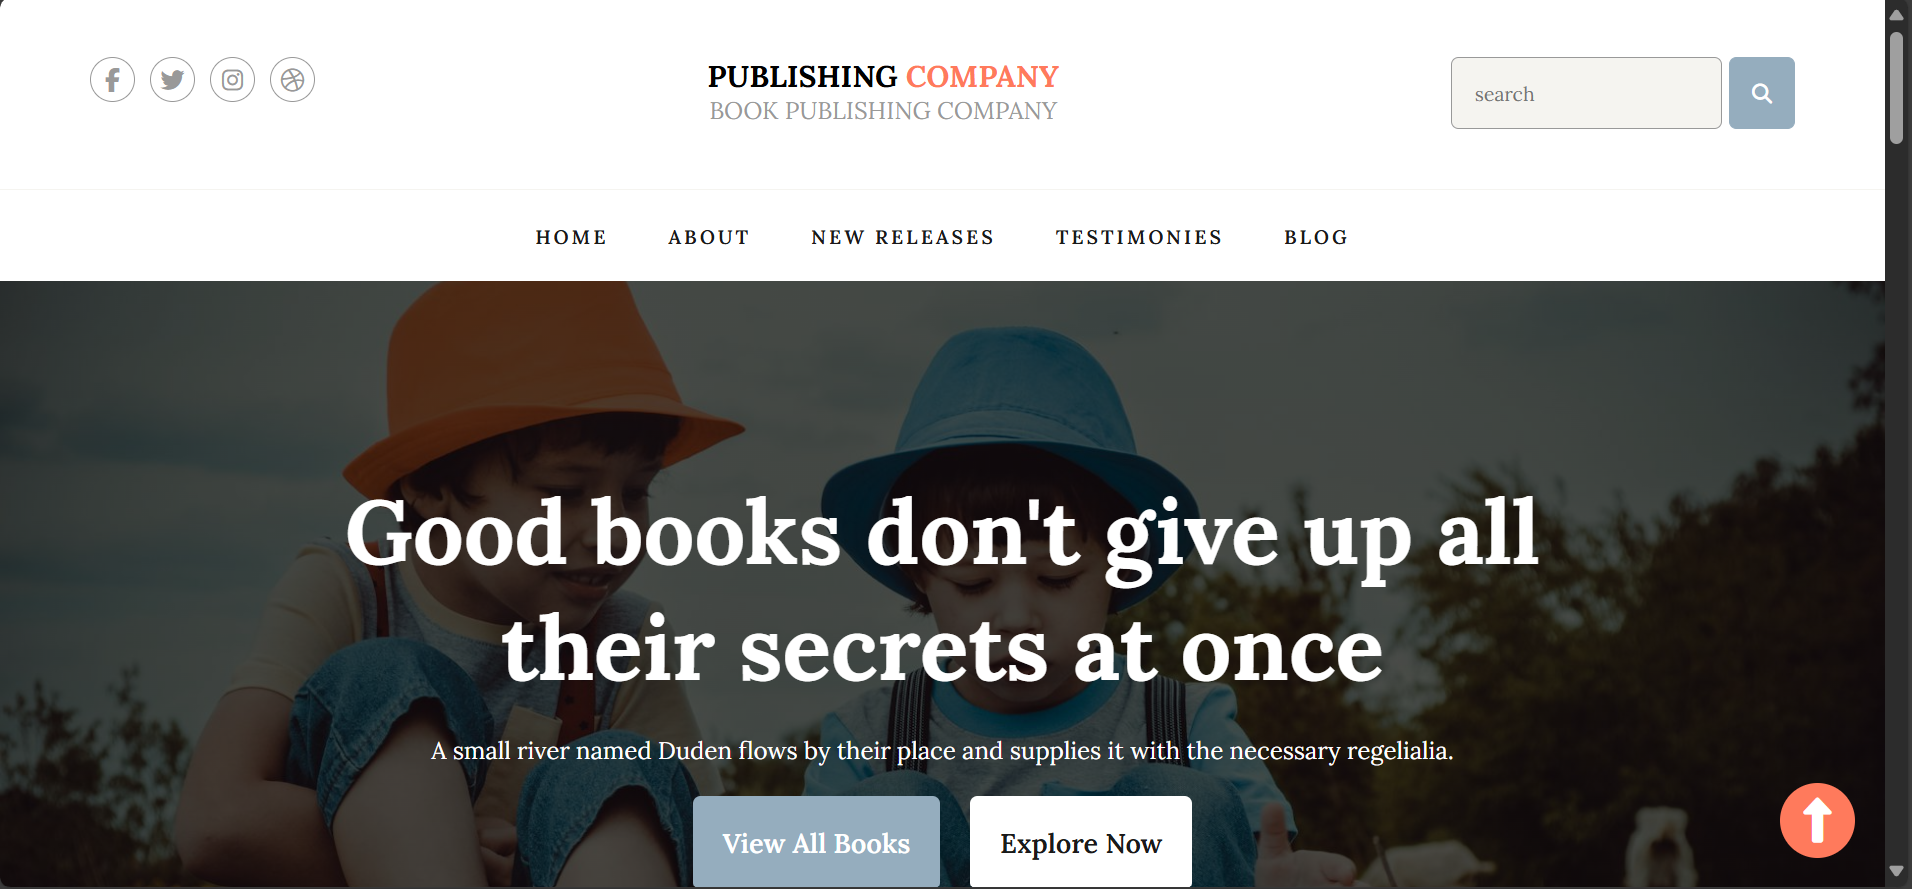 PUBLISHING COMPANY
BOOK PUBLISHING COMPANY
search
HOME ABOUT NEW RELEASES TESTIMONIES BLOG
Good books don't give up all
their secrets at once
A small river named Duden flows by their place and supplies it with the necessary regelialia.
View All Books Explore Now